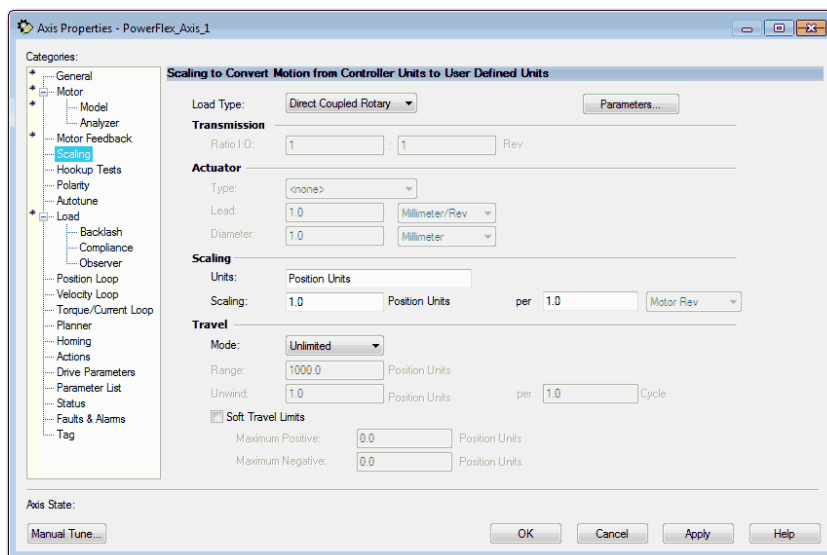 Axis Properties - PowerFlex_Axis_1
Categories:
* General
* Motor
* Model
Analyzer
* Motor Feedback
Scaling
Hookup Tests
Polarity
Autotune
* Load
Backlash
Compliance
Observer
Position Loop
Velocity Loop
Torque/Current Loop
Planner
Homing
Actions
Drive Parameters
Parameter List
Status
Faults & Alarms
Tag
Scaling to Convert Motion from Controller Units to User Defined Units
Load Type: Direct Coupled Rotary Parameters...
Transmission
Ratio I:O: 1 : 1 Rev
Actuator
Type: <none>
Lead: 1.0 Millimeter/Rev
Diameter: 1.0 Millimeter
Scaling
Units: Position Units
Scaling: 1.0 Position Units per 1.0 Motor Rev
Travel
Mode: Unlimited
Range: 1000.0 Position Units
Unwind: 1.0 Position Units per 1.0 Cycle
Soft Travel Limits
Maximum Positive: 0.0 Position Units
Maximum Negative: 0.0 Position Units
Axis State:
Manual Tune... OK Cancel Apply Help